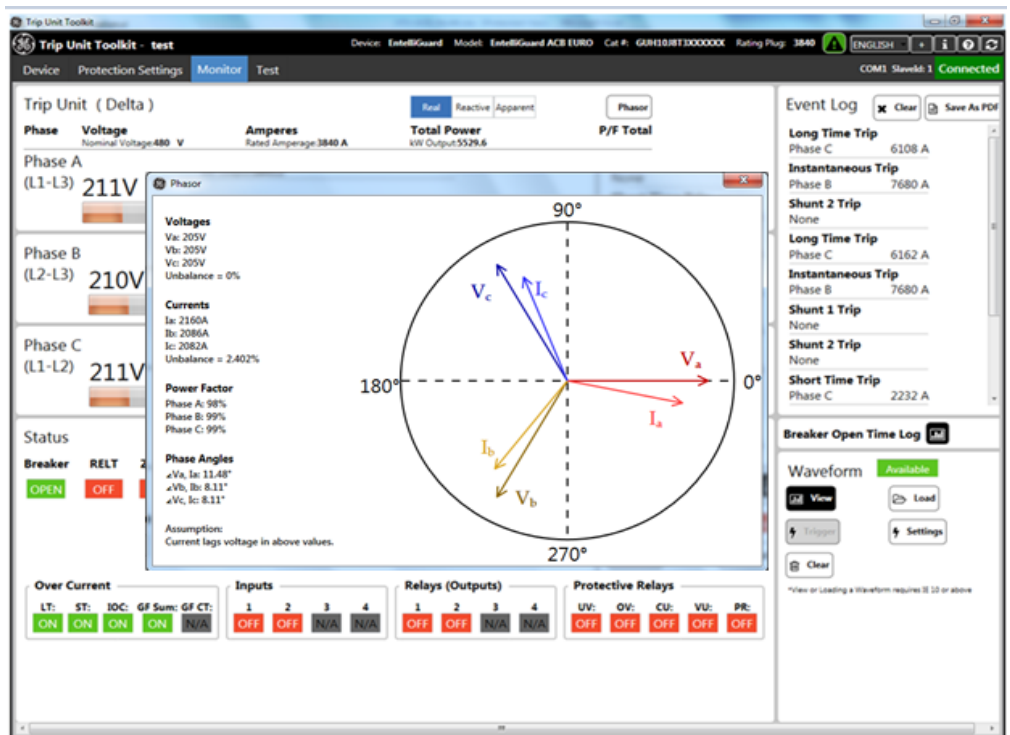 Trip Unit Toolkit
Trip Unit Toolkit - test
Device: EntelliGuard Model: EntelliGuard ACB EURO Cat #: GUH10J8T3XXXXXX Rating Plug: 3840
ENGLISH + i ?
Device Protection Settings Monitor Test
COM1 SlaveId: 1 Connected
Trip Unit ( Delta )
Real Reactive Apparent
Phasor
Phase Voltage Amperes Total Power P/F Total
Nominal Voltage:480 V Rated Amperage:3840 A kW Output:5529.6
Phase A
(L1-L3) 211V
Phase B
(L2-L3) 210V
Phase C
(L1-L2) 211V
Phasor
Voltages
Va: 205V
Vb: 205V
Vc: 205V
Unbalance = 0%
Currents
Ia: 2160A
Ib: 2086A
Ic: 2082A
Unbalance = 2.402%
Power Factor
Phase A: 98%
Phase B: 99%
Phase C: 99%
Phase Angles
∠Va, Ia: 11.48°
∠Vb, Ib: 8.11°
∠Vc, Ic: 8.11°
Assumption:
Current lags voltage in above values.
90°
Vc Ic
Va
180° 0°
Ia
Ib
Vb
270°
Status
Breaker RELT
OPEN OFF
Over Current
LT: ST: IOC: GF Sum: GF CT:
ON ON ON ON N/A
Inputs
1 2 3 4
OFF OFF N/A N/A
Relays (Outputs)
1 2 3 4
OFF OFF N/A N/A
Protective Relays
UV: OV: CU: VU: PR:
OFF OFF OFF OFF OFF
Event Log Clear Save As PDF
Long Time Trip
Phase C 6108 A
Instantaneous Trip
Phase B 7680 A
Shunt 2 Trip
None
Long Time Trip
Phase C 6162 A
Instantaneous Trip
Phase B 7680 A
Shunt 1 Trip
None
Shunt 2 Trip
None
Short Time Trip
Phase C 2232 A
Breaker Open Time Log
Waveform Available
View Load
Trigger Settings
Clear